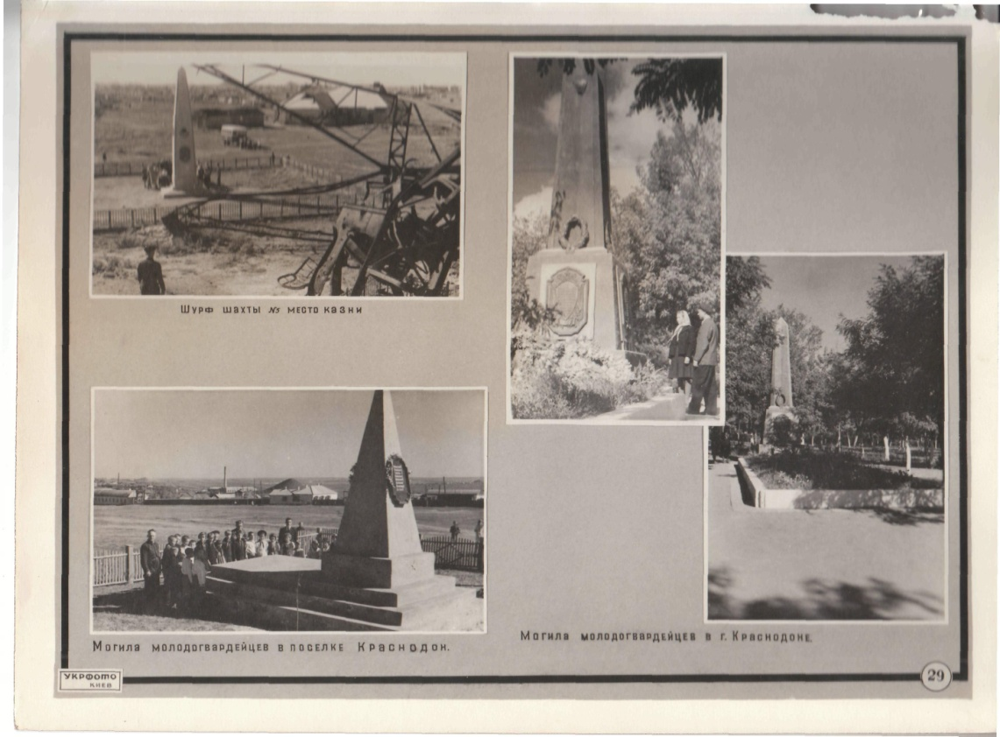 Шурф шахты №5 место казни
Могила молодогвардейцев в поселке Краснодон.
Могила молодогвардейцев в г. Краснодоне.
УКРФОТО
КИЕВ
29